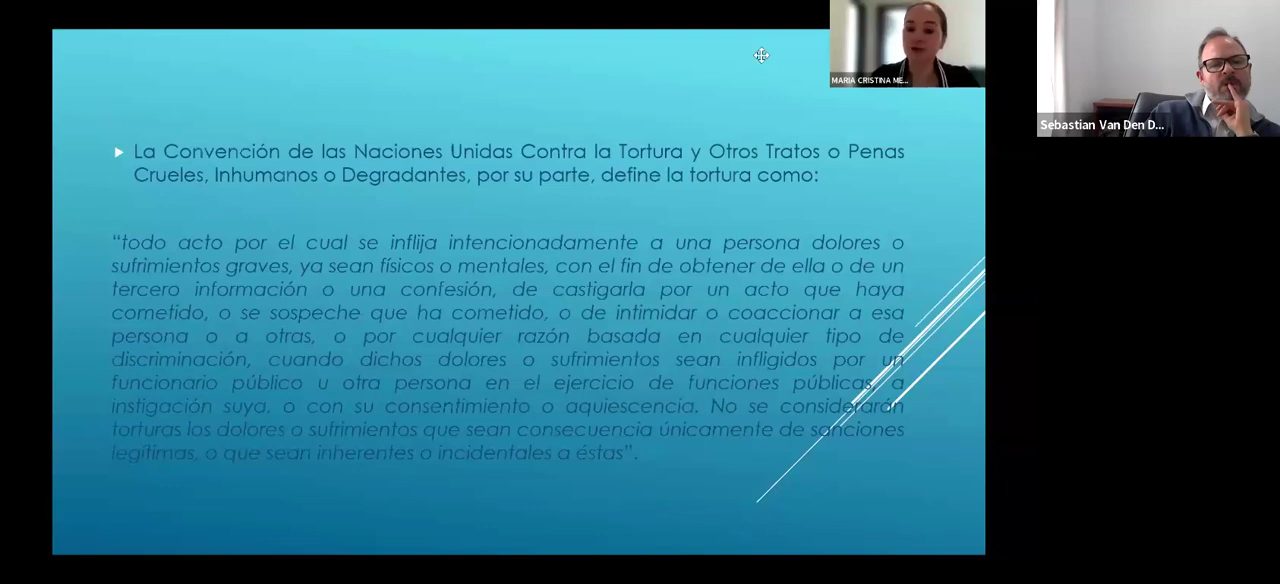 MARIA CRISTINA ME...
Sebastian Van Den D...
La Convención de las Naciones Unidas Contra la Tortura y Otros Tratos o Penas
Crueles, Inhumanos o Degradantes, por su parte, define la tortura como:
“todo acto por el cual se inflija intencionadamente a una persona dolores o
sufrimientos graves, ya sean físicos o mentales, con el fin de obtener de ella o de un
tercero información o una confesión, de castigarla por un acto que haya
cometido, o se sospeche que ha cometido, o de intimidar o coaccionar a esa
persona o a otras, o por cualquier razón basada en cualquier tipo de
discriminación, cuando dichos dolores o sufrimientos sean infligidos por un
funcionario público u otra persona en el ejercicio de funciones públicas, a
instigación suya, o con su consentimiento o aquiescencia. No se considerarán
torturas los dolores o sufrimientos que sean consecuencia únicamente de sanciones
legítimas, o que sean inherentes o incidentales a éstas”.